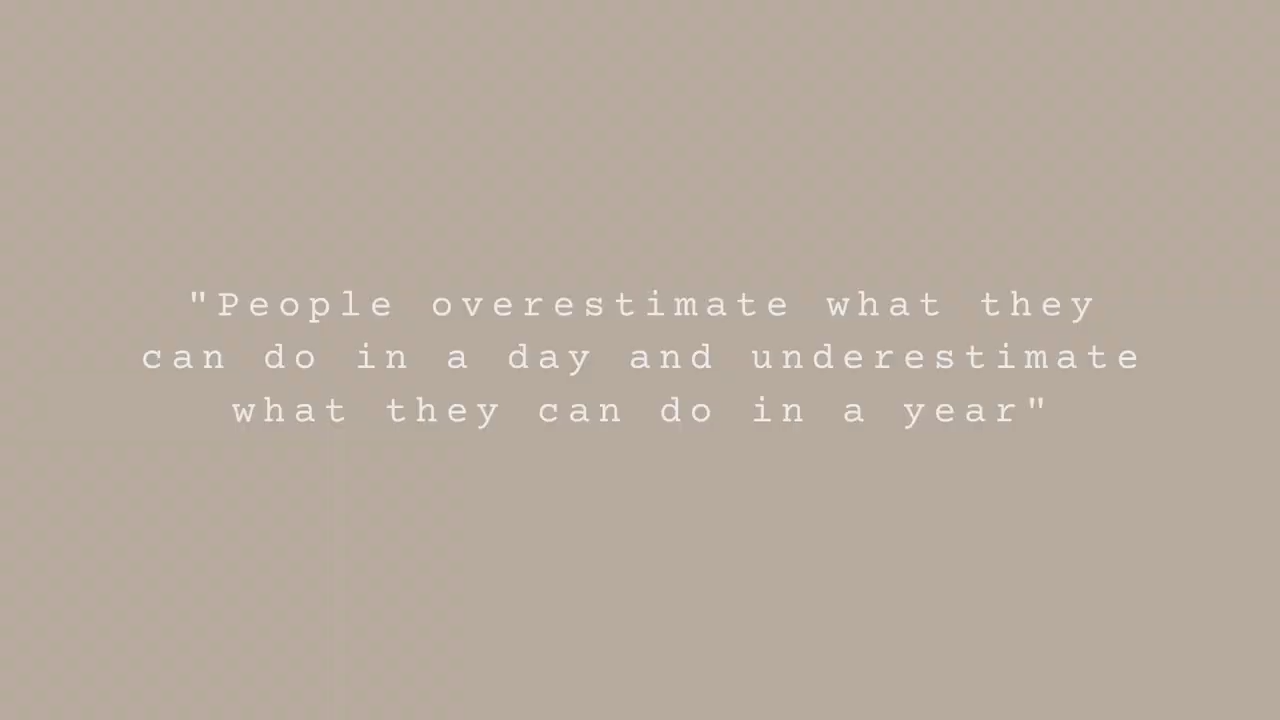 "People overestimate what they
can do in a day and underestimate
what they can do in a year"